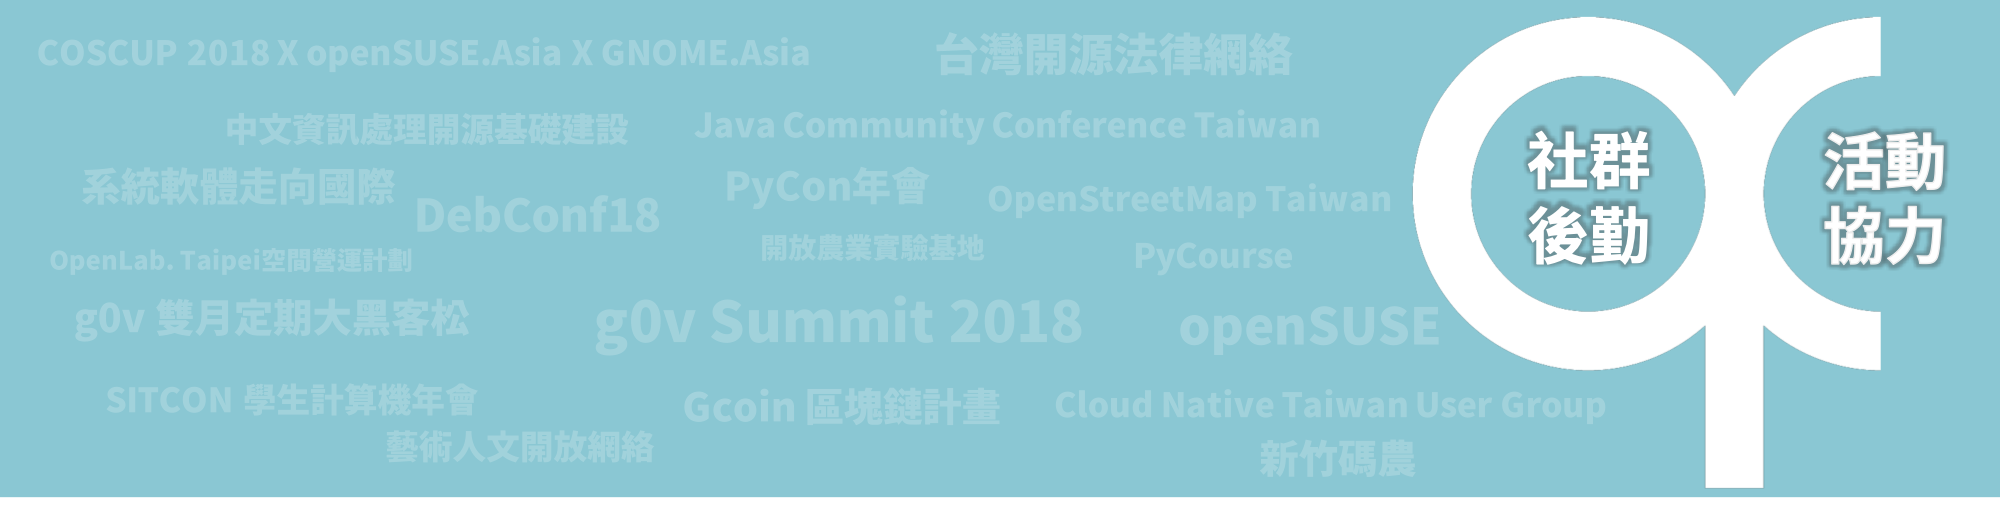 COSCUP 2018 X openSUSE.Asia X GNOME.Asia
台灣開源法律網絡
中文資訊處理開源基礎建設
Java Community Conference Taiwan
系統軟體走向國際
DebConf18
PyCon年會
OpenStreetMap Taiwan
OpenLab. Taipei空間營運計劃
開放農業實驗基地
PyCourse
g0v 雙月定期大黑客松
g0v Summit 2018
openSUSE
SITCON 學生計算機年會
Gcoin 區塊鏈計畫
Cloud Native Taiwan User Group
藝術人文開放網絡
新竹碼農
社群
後勤
活動
協力